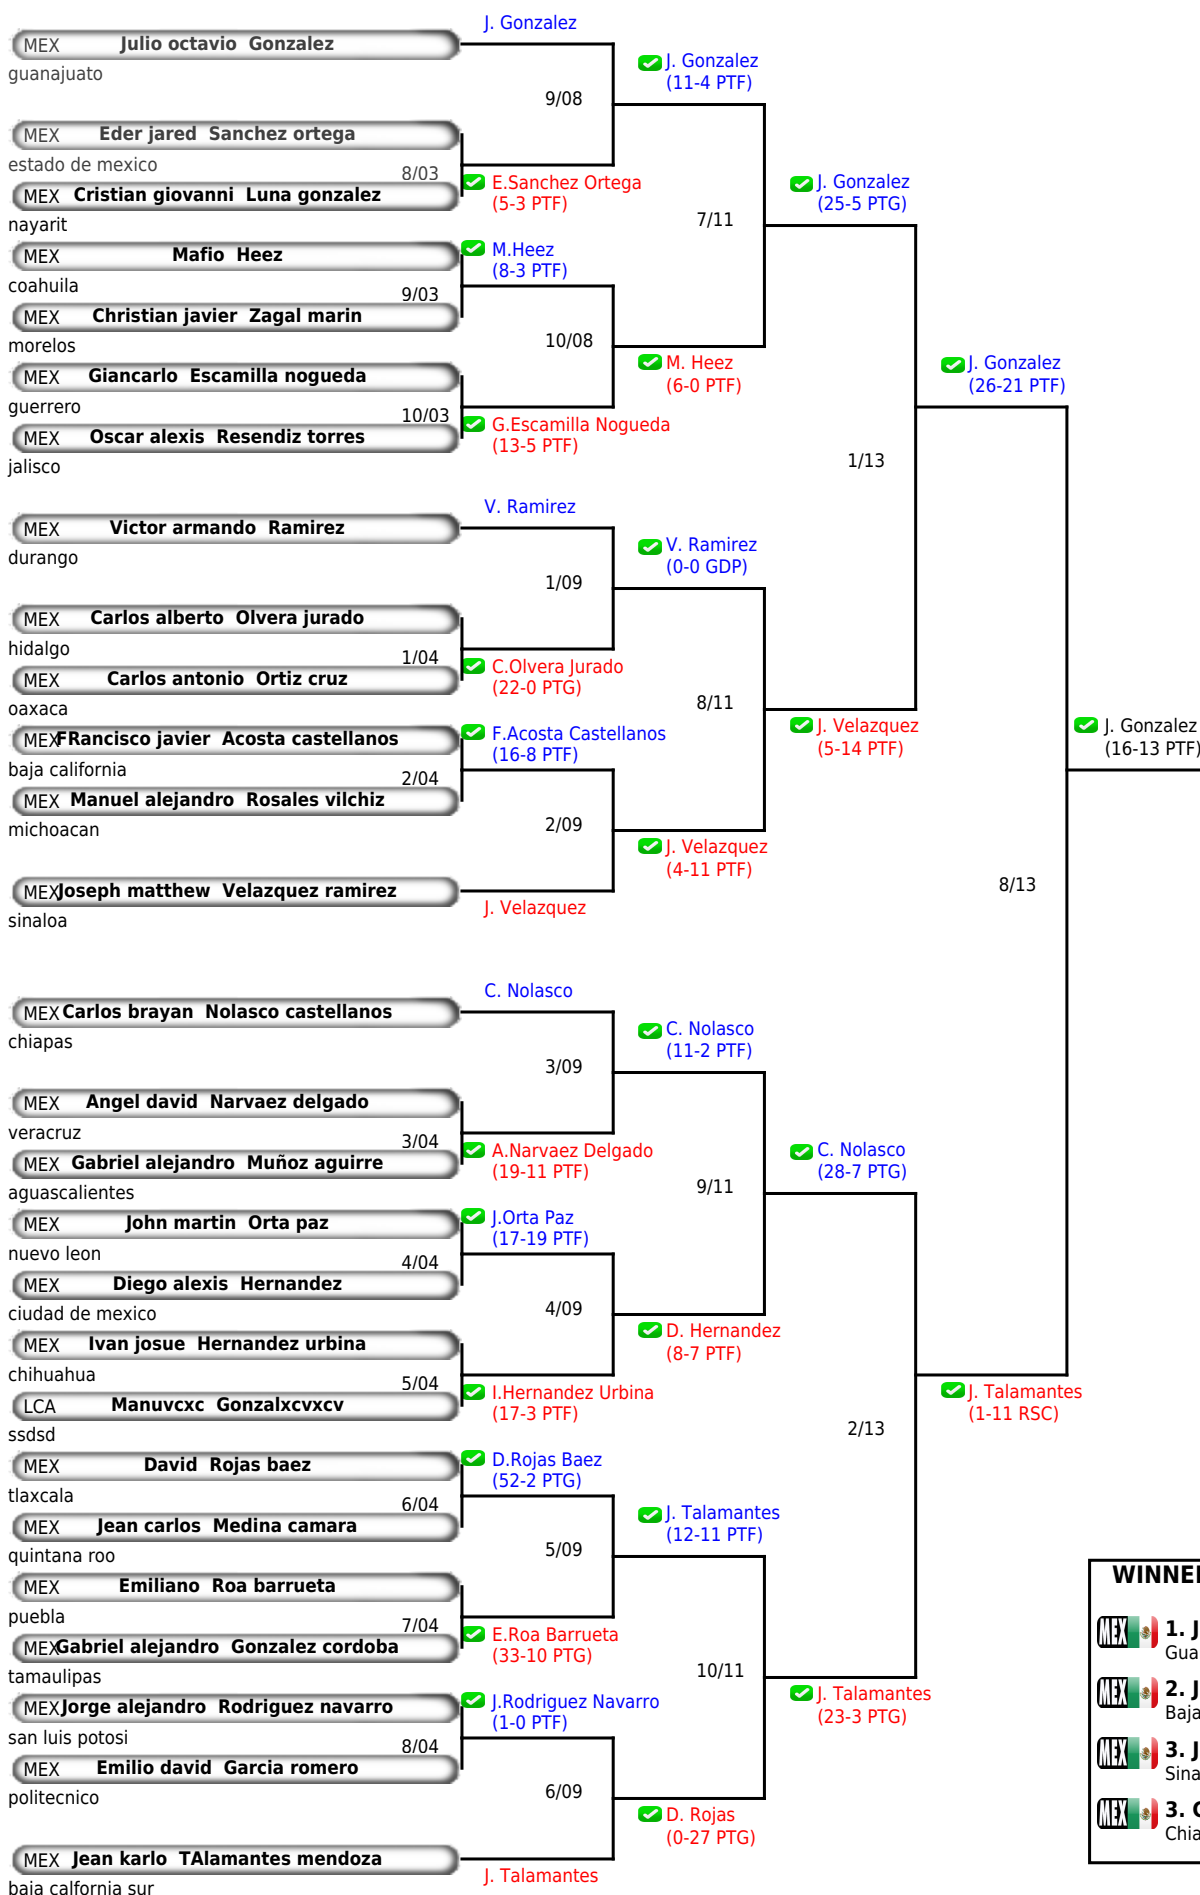 J. Gonzalez
MEX Julio octavio Gonzalez
guanajuato
J. Gonzalez
(11-4 PTF)
9/08
MEX Eder jared Sanchez ortega
estado de mexico
8/03
E.Sanchez Ortega
(5-3 PTF)
MEX Cristian giovanni Luna gonzalez
nayarit
J. Gonzalez
(25-5 PTG)
7/11
MEX Mafio Heez
coahuila
M.Heez
(8-3 PTF)
9/03
MEX Christian javier Zagal marin
morelos
10/08
M. Heez
(6-0 PTF)
MEX Giancarlo Escamilla nogueda
guerrero
10/03
G.Escamilla Nogueda
(13-5 PTF)
MEX Oscar alexis Resendiz torres
jalisco
J. Gonzalez
(26-21 PTF)
1/13
V. Ramirez
MEX Victor armando Ramirez
durango
V. Ramirez
(0-0 GDP)
1/09
MEX Carlos alberto Olvera jurado
hidalgo
1/04
C.Olvera Jurado
(22-0 PTG)
MEX Carlos antonio Ortiz cruz
oaxaca
8/11
J. Velazquez
(5-14 PTF)
J. Gonzalez
(16-13 PTF)
MEX FRancisco javier Acosta castellanos
baja california
F.Acosta Castellanos
(16-8 PTF)
2/04
MEX Manuel alejandro Rosales vilchiz
michoacan
2/09
J. Velazquez
(4-11 PTF)
MEX Joseph matthew Velazquez ramirez
sinaloa
J. Velazquez
8/13
C. Nolasco
MEX Carlos brayan Nolasco castellanos
chiapas
C. Nolasco
(11-2 PTF)
3/09
MEX Angel david Narvaez delgado
veracruz
3/04
A.Narvaez Delgado
(19-11 PTF)
MEX Gabriel alejandro Muñoz aguirre
aguascalientes
C. Nolasco
(28-7 PTG)
9/11
MEX John martin Orta paz
nuevo leon
J.Orta Paz
(17-19 PTF)
4/04
MEX Diego alexis Hernandez
ciudad de mexico
4/09
D. Hernandez
(8-7 PTF)
MEX Ivan josue Hernandez urbina
chihuahua
5/04
I.Hernandez Urbina
(17-3 PTF)
LCA Manuvcxc Gonzalxcvxcv
ssdsd
J. Talamantes
(1-11 RSC)
2/13
MEX David Rojas baez
tlaxcala
D.Rojas Baez
(52-2 PTG)
6/04
MEX Jean carlos Medina camara
quintana roo
J. Talamantes
(12-11 PTF)
5/09
MEX Emiliano Roa barrueta
puebla
7/04
E.Roa Barrueta
(33-10 PTG)
MEX Gabriel alejandro Gonzalez cordoba
tamaulipas
10/11
J. Talamantes
(23-3 PTG)
MEX Jorge alejandro Rodriguez navarro
san luis potosi
J.Rodriguez Navarro
(1-0 PTF)
8/04
MEX Emilio david Garcia romero
politecnico
6/09
D. Rojas
(0-27 PTG)
MEX Jean karlo TAlamantes mendoza
baja calfornia sur
J. Talamantes
WINNER
MEX 1. J
Gua
MEX 2. J
Baja
MEX 3. J
Sina
MEX 3. C
Chia